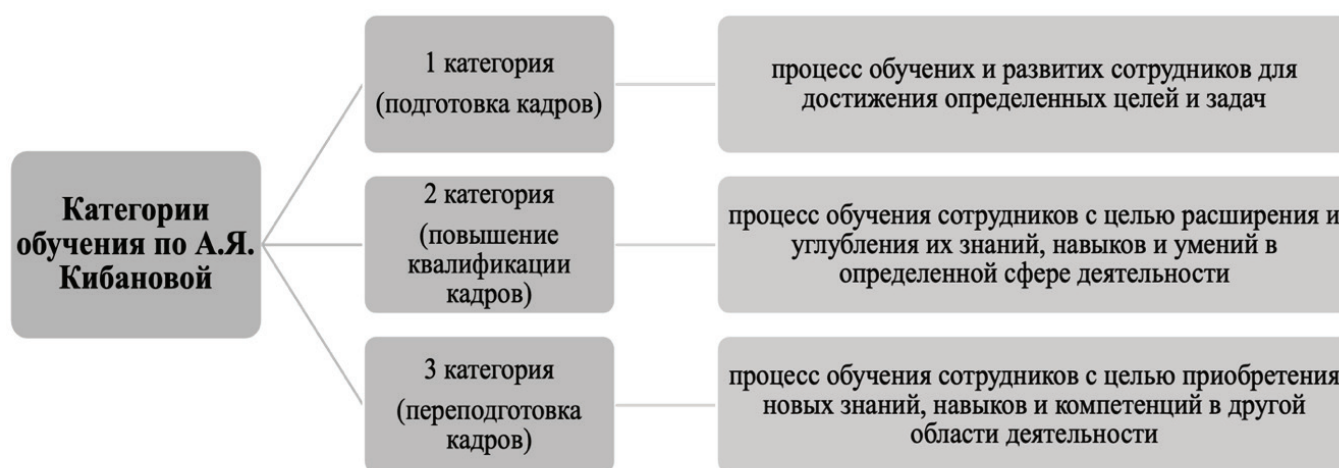 Категории
обучения по А.Я.
Кибановой
1 категория
(подготовка кадров)
процесс обучених и развитих сотрудников для
достижения определенных целей и задач
2 категория
(повышение
квалификации
кадров)
процесс обучения сотрудников с целью расширения и
углубления их знаний, навыков и умений в
определенной сфере деятельности
3 категория
(переподготовка
кадров)
процесс обучения сотрудников с целью приобретения
новых знаний, навыков и компетенций в другой
области деятельности